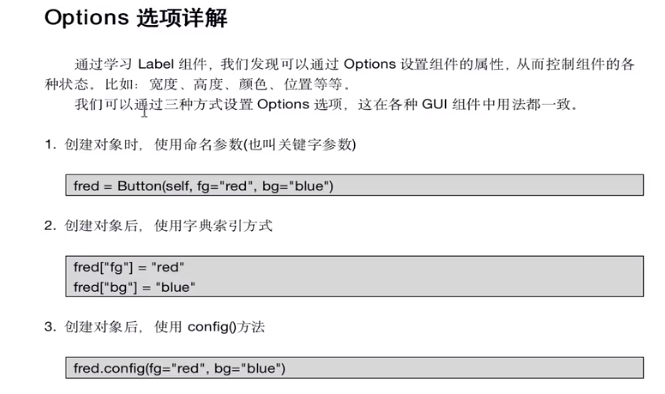 Options 选项详解
通过学习 Label 组件，我们发现可以通过 Options 设置组件的属性，从而控制组件的各
种状态。比如：宽度、高度、颜色、位置等等。
我们可以通过三种方式设置 Options 选项，这在各种 GUI 组件中用法都一致。
1. 创建对象时，使用命名参数(也叫关键字参数)
fred = Button(self, fg="red", bg="blue")
2. 创建对象后，使用字典索引方式
fred["fg"] = "red"
fred["bg"] = "blue"
3. 创建对象后，使用 config()方法
fred.config(fg="red", bg="blue")